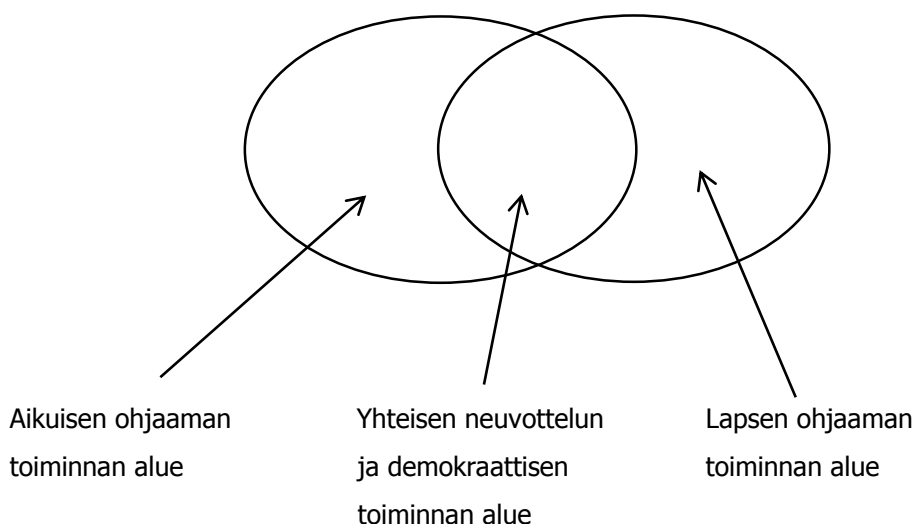 Aikuisen ohjaaman
toiminnan alue
Yhteisen neuvottelun
ja demokraattisen
toiminnan alue
Lapsen ohjaaman
toiminnan alue